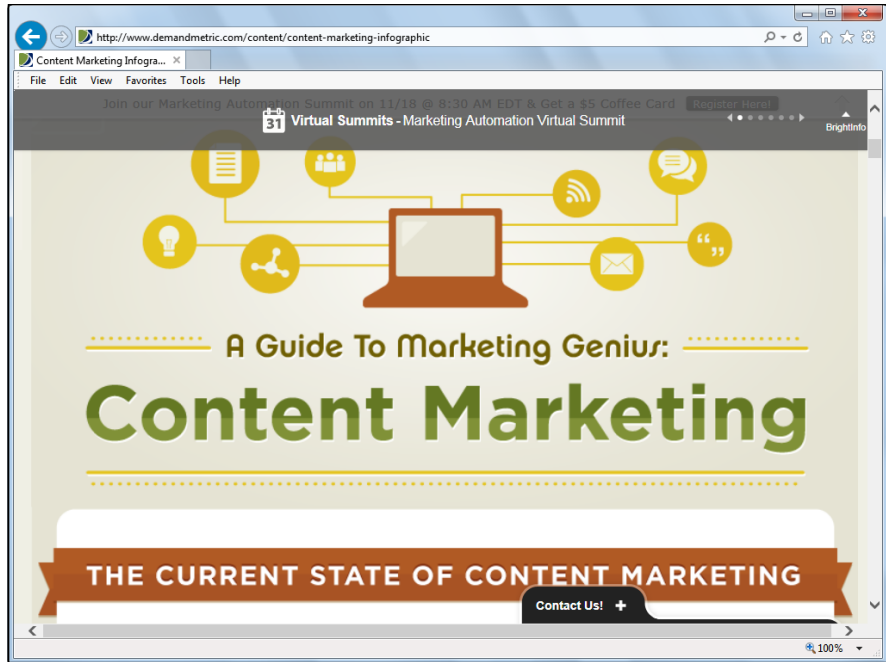 http://www.demandmetric.com/content/content-marketing-infographic
Content Marketing Infogra...
File Edit View Favorites Tools Help
Join our Marketing Automation Summit on 11/18 @ 8:30 AM EDT & Get a $5 Coffee Card Register Here!
31 Virtual Summits - Marketing Automation Virtual Summit
BrightInfo
A Guide To Marketing Genius:
Content Marketing
THE CURRENT STATE OF CONTENT MARKETING
Contact Us! +
100%